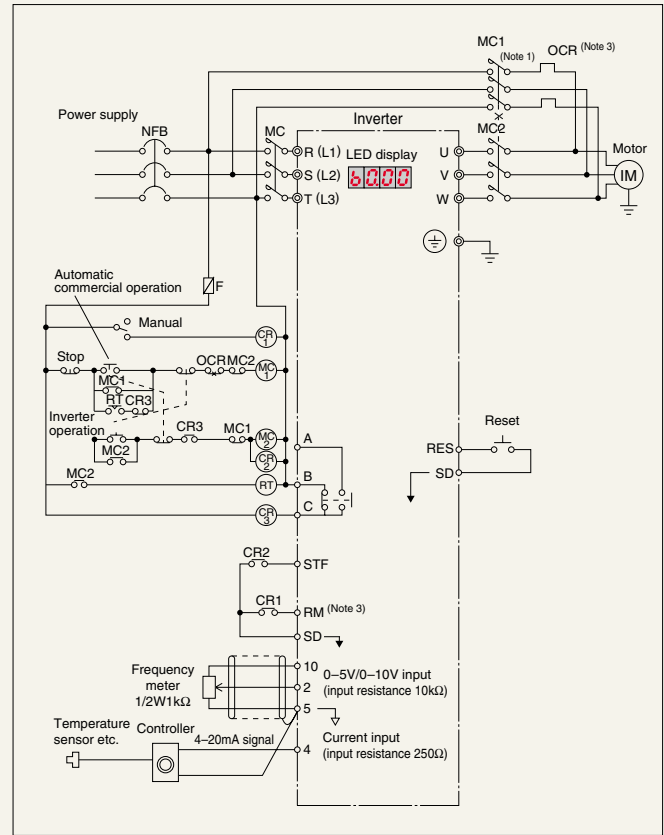 MC1
(Note 1)
OCR (Note 3)
Power supply
NFB
MC
Inverter
MC2
Motor
R (L1)
LED display
U
S (L2)
b0.00
V
IM
T (L3)
W
Automatic
commercial operation
F
Manual
CR
1
Stop
OCR
MC2
MC
1
MC1
RT
CR3
Inverter
operation
CR3
MC1
MC
2
A
MC2
CR
2
MC2
RT
B
CR
3
C
Reset
RES
SD
CR2
STF
CR1
RM (Note 3)
SD
10
0–5V/0–10V input
Frequency
meter
1/2W1kΩ
2
(input resistance 10kΩ)
5
Temperature
sensor etc.
Controller
4–20mA signal
Current input
4
(input resistance 250Ω)